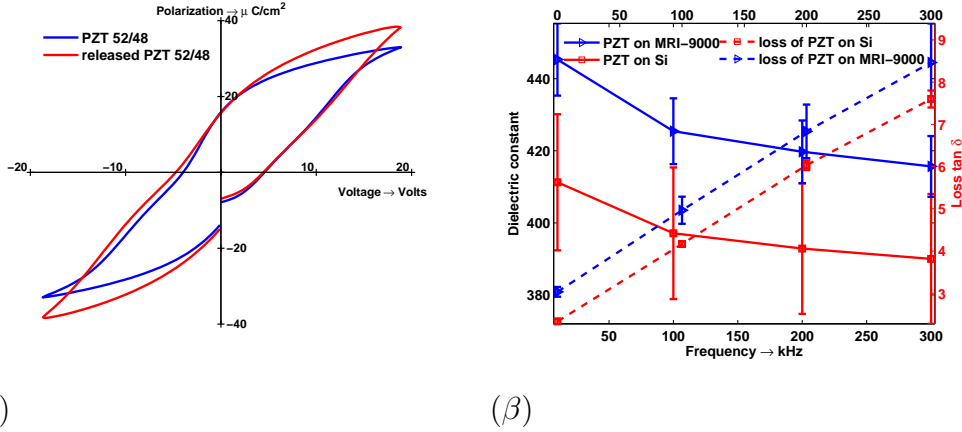 Polarization → μ C/cm²
40
PZT 52/48
released PZT 52/48
20
−20
−10
0
10
20
Voltage → Volts
−20
−40
)
0
50
100
150
200
250
300
PZT on MRI−9000
loss of PZT on Si
PZT on Si
loss of PZT on MRI−9000
440
420
400
380
Dielectric constant
9
8
7
6
5
4
3
Loss tan δ
50
100
150
200
250
300
Frequency → kHz
(β)